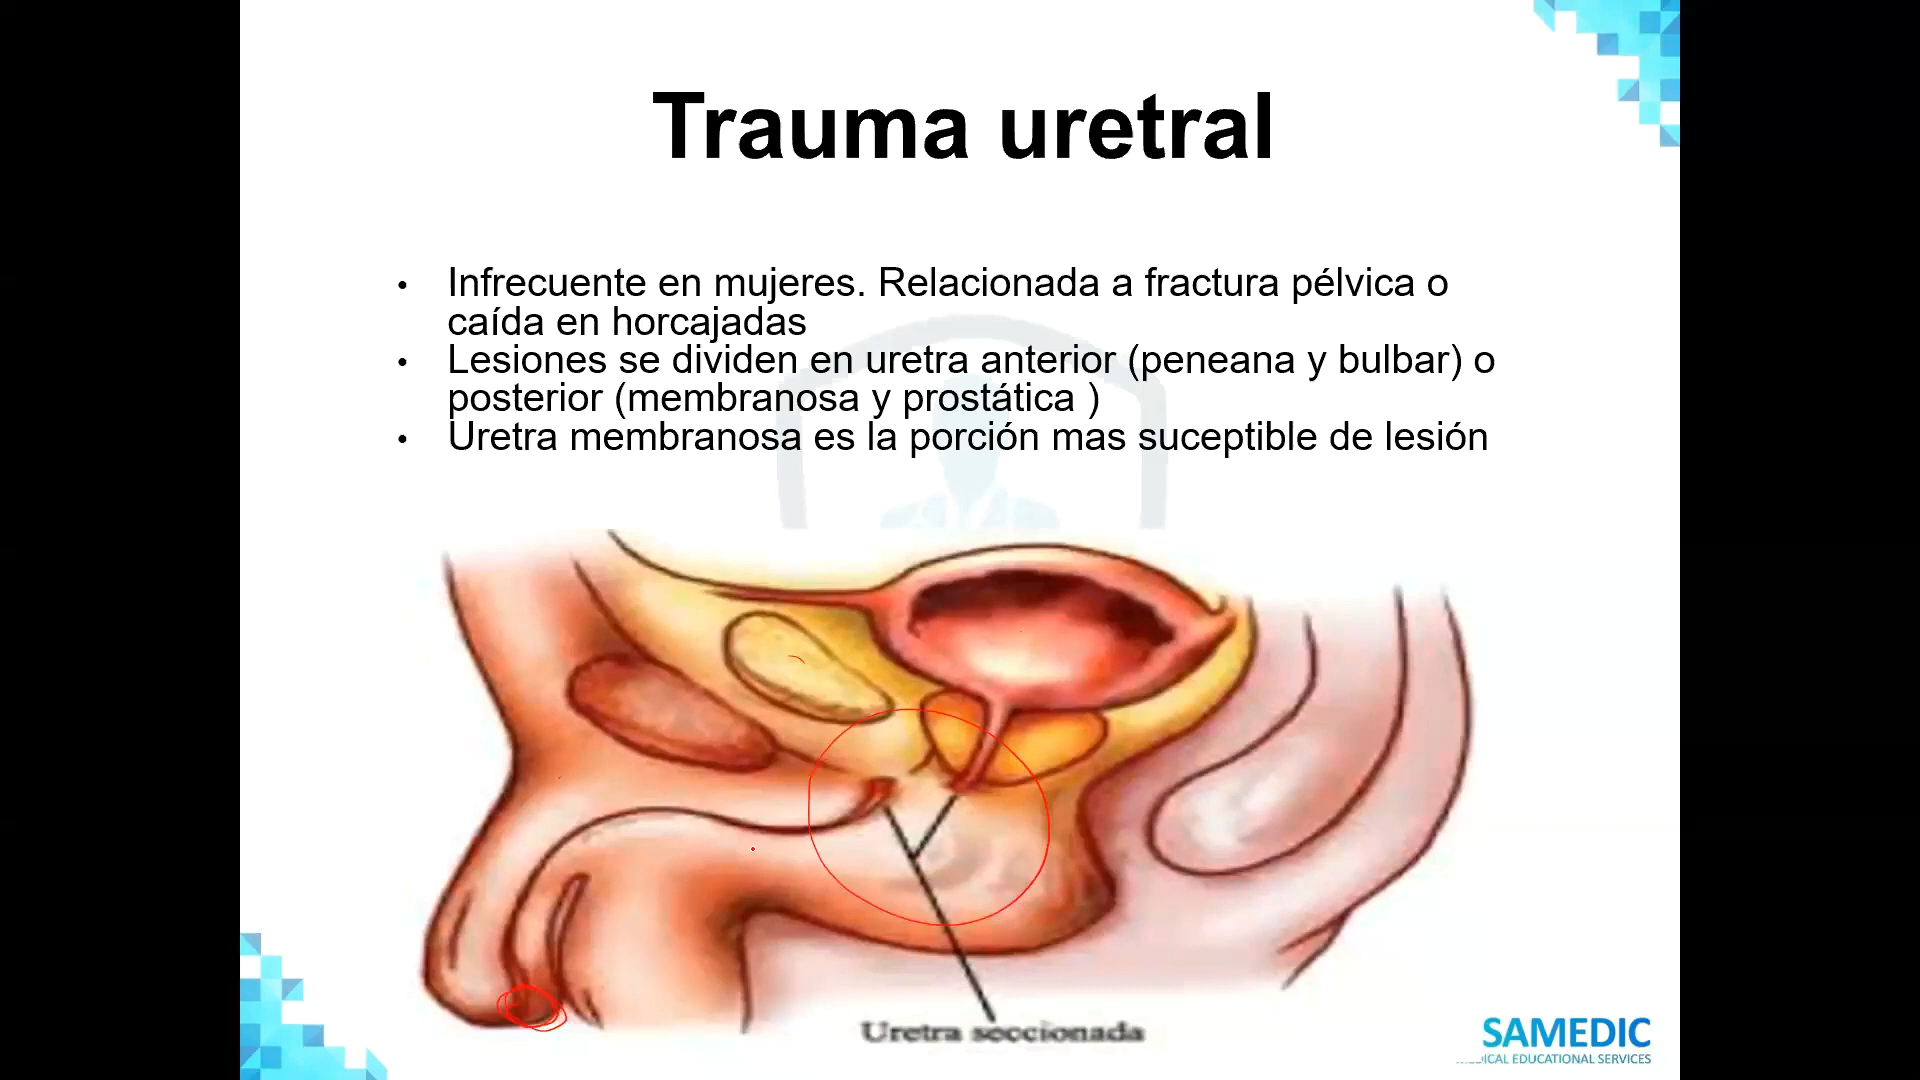 Trauma uretral
• Infrecuente en mujeres. Relacionada a fractura pélvica o
caída en horcajadas
• Lesiones se dividen en uretra anterior (peneana y bulbar) o
posterior (membranosa y prostática )
• Uretra membranosa es la porción mas suceptible de lesión
Uretra seccionada
SAMEDIC
MEDICAL EDUCATIONAL SERVICES